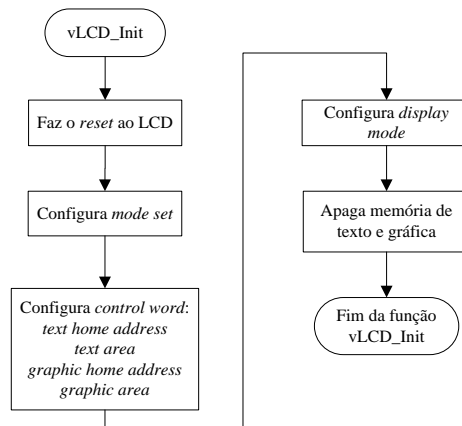 vLCD_Init
Faz o reset ao LCD
Configura mode set
Configura control word:
text home address
text area
graphic home address
graphic area
Configura display
mode
Apaga memória de
texto e gráfica
Fim da função
vLCD_Init